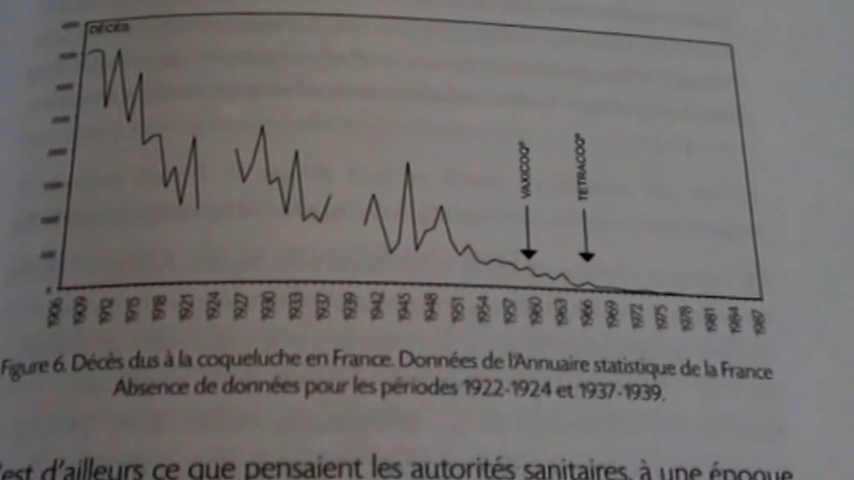 DÉCÈS
VAXICOQ®
TETRACOQ®
1906 1909 1912 1915 1918 1921 1924 1927 1930 1933 1937 1939 1942 1945 1948 1951 1954 1957 1960 1963 1966 1969 1972 1975 1978 1981 1984 1987
Figure 6. Décès dus à la coqueluche en France. Données de l'Annuaire statistique de la France
Absence de données pour les périodes 1922-1924 et 1937-1939.
'est d'ailleurs ce que pensaient les autorités sanitaires, à une époque